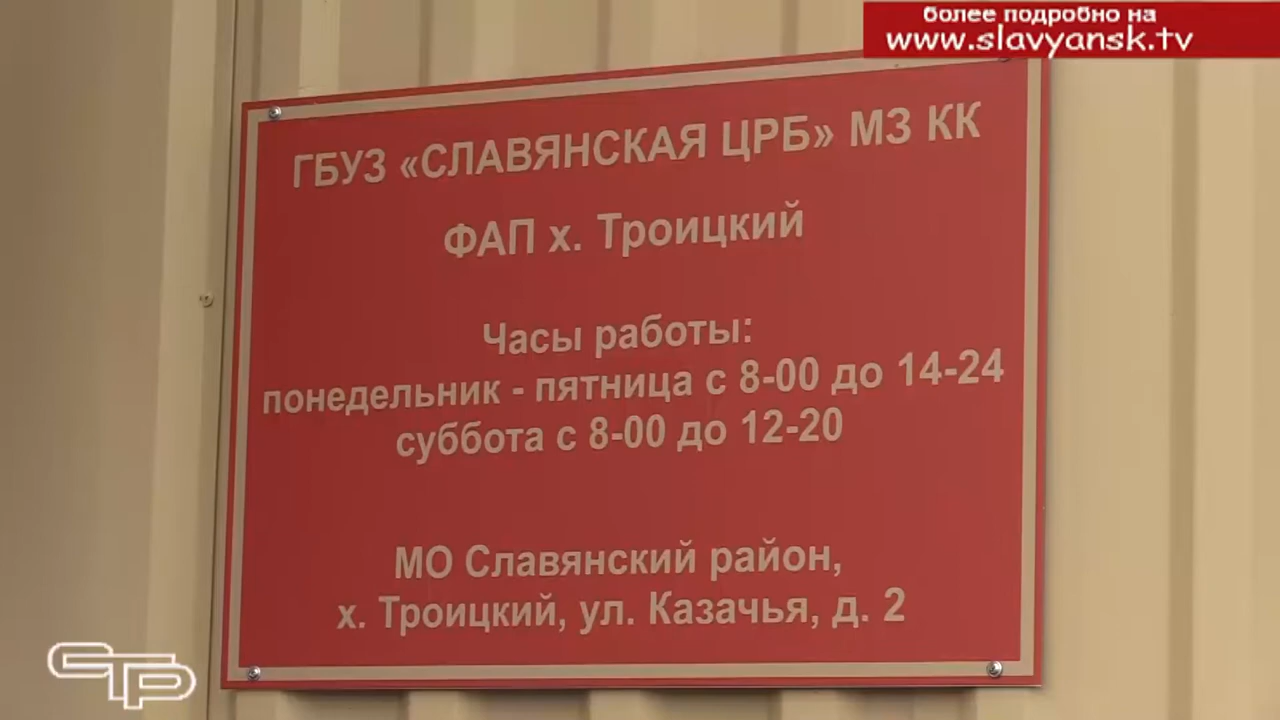 более подробно на
www.slavyansk.tv
ГБУЗ «СЛАВЯНСКАЯ ЦРБ» МЗ КК
ФАП х. Троицкий
Часы работы:
понедельник - пятница с 8-00 до 14-24
суббота с 8-00 до 12-20
МО Славянский район,
х. Троицкий, ул. Казачья, д. 2
СТР